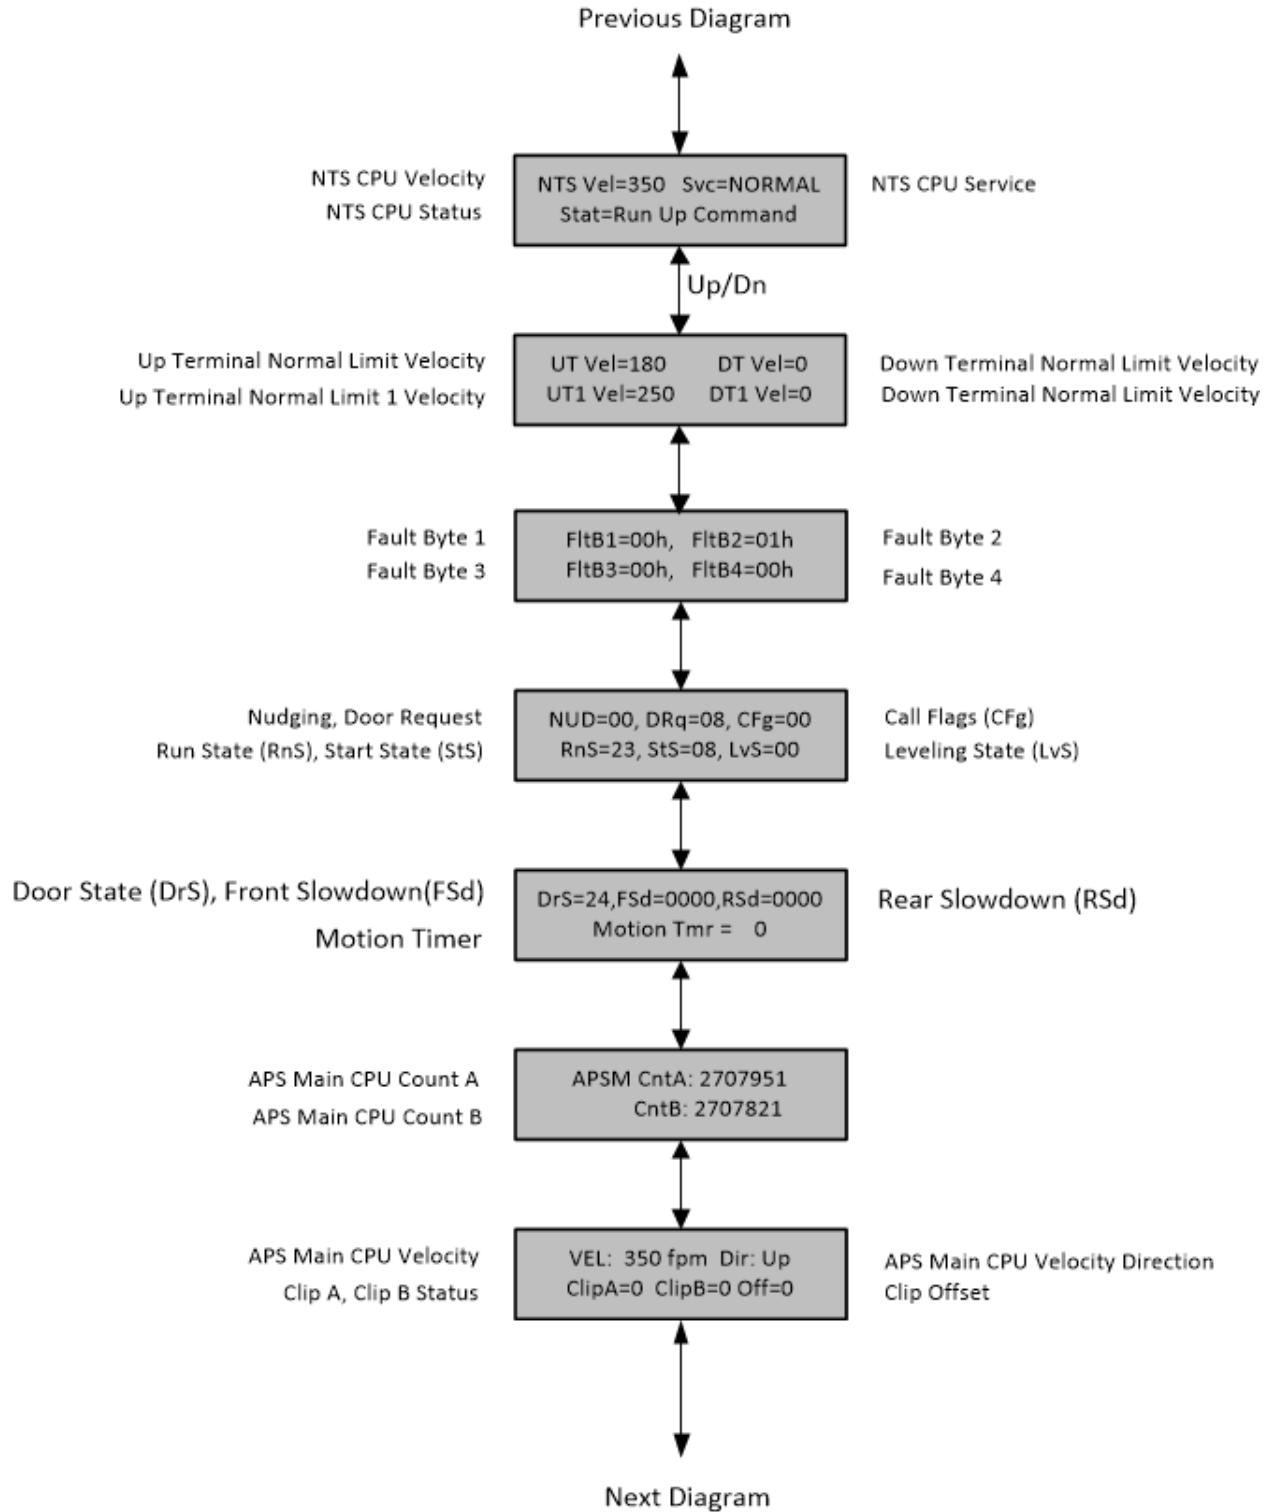 Previous Diagram
NTS CPU Velocity
NTS CPU Status
NTS Vel=350 Svc=NORMAL
Stat=Run Up Command
NTS CPU Service
Up/Dn
Up Terminal Normal Limit Velocity
Up Terminal Normal Limit 1 Velocity
UT Vel=180 DT Vel=0
UT1 Vel=250 DT1 Vel=0
Down Terminal Normal Limit Velocity
Down Terminal Normal Limit Velocity
Fault Byte 1
Fault Byte 3
FltB1=00h, FltB2=01h
FltB3=00h, FltB4=00h
Fault Byte 2
Fault Byte 4
Nudging, Door Request
Run State (RnS), Start State (StS)
NUD=00, DRq=08, CFg=00
RnS=23, StS=08, LvS=00
Call Flags (CFg)
Leveling State (LvS)
Door State (DrS), Front Slowdown(FSd)
Motion Timer
DrS=24,FSd=0000,RSd=0000
Motion Tmr = 0
Rear Slowdown (RSd)
APS Main CPU Count A
APS Main CPU Count B
APSM CntA: 2707951
CntB: 2707821
APS Main CPU Velocity
Clip A, Clip B Status
VEL: 350 fpm Dir: Up
ClipA=0 ClipB=0 Off=0
APS Main CPU Velocity Direction
Clip Offset
Next Diagram